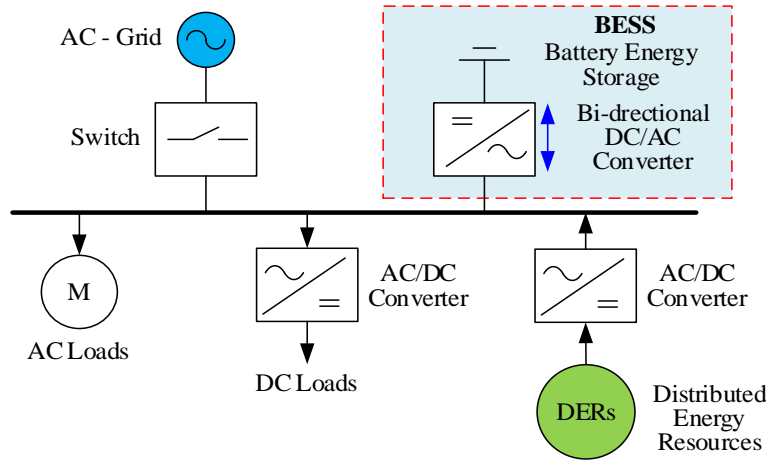 AC - Grid
BESS
Battery Energy
Storage
Switch
Bi-drectional
DC/AC
Converter
M
AC Loads
AC/DC
Converter
DC Loads
AC/DC
Converter
DERs
Distributed
Energy
Resources